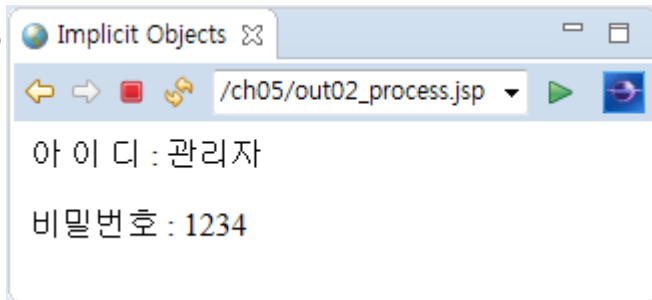 Implicit Objects
/ch05/out02_process.jsp
아 이 디 : 관리자
비밀번호 : 1234